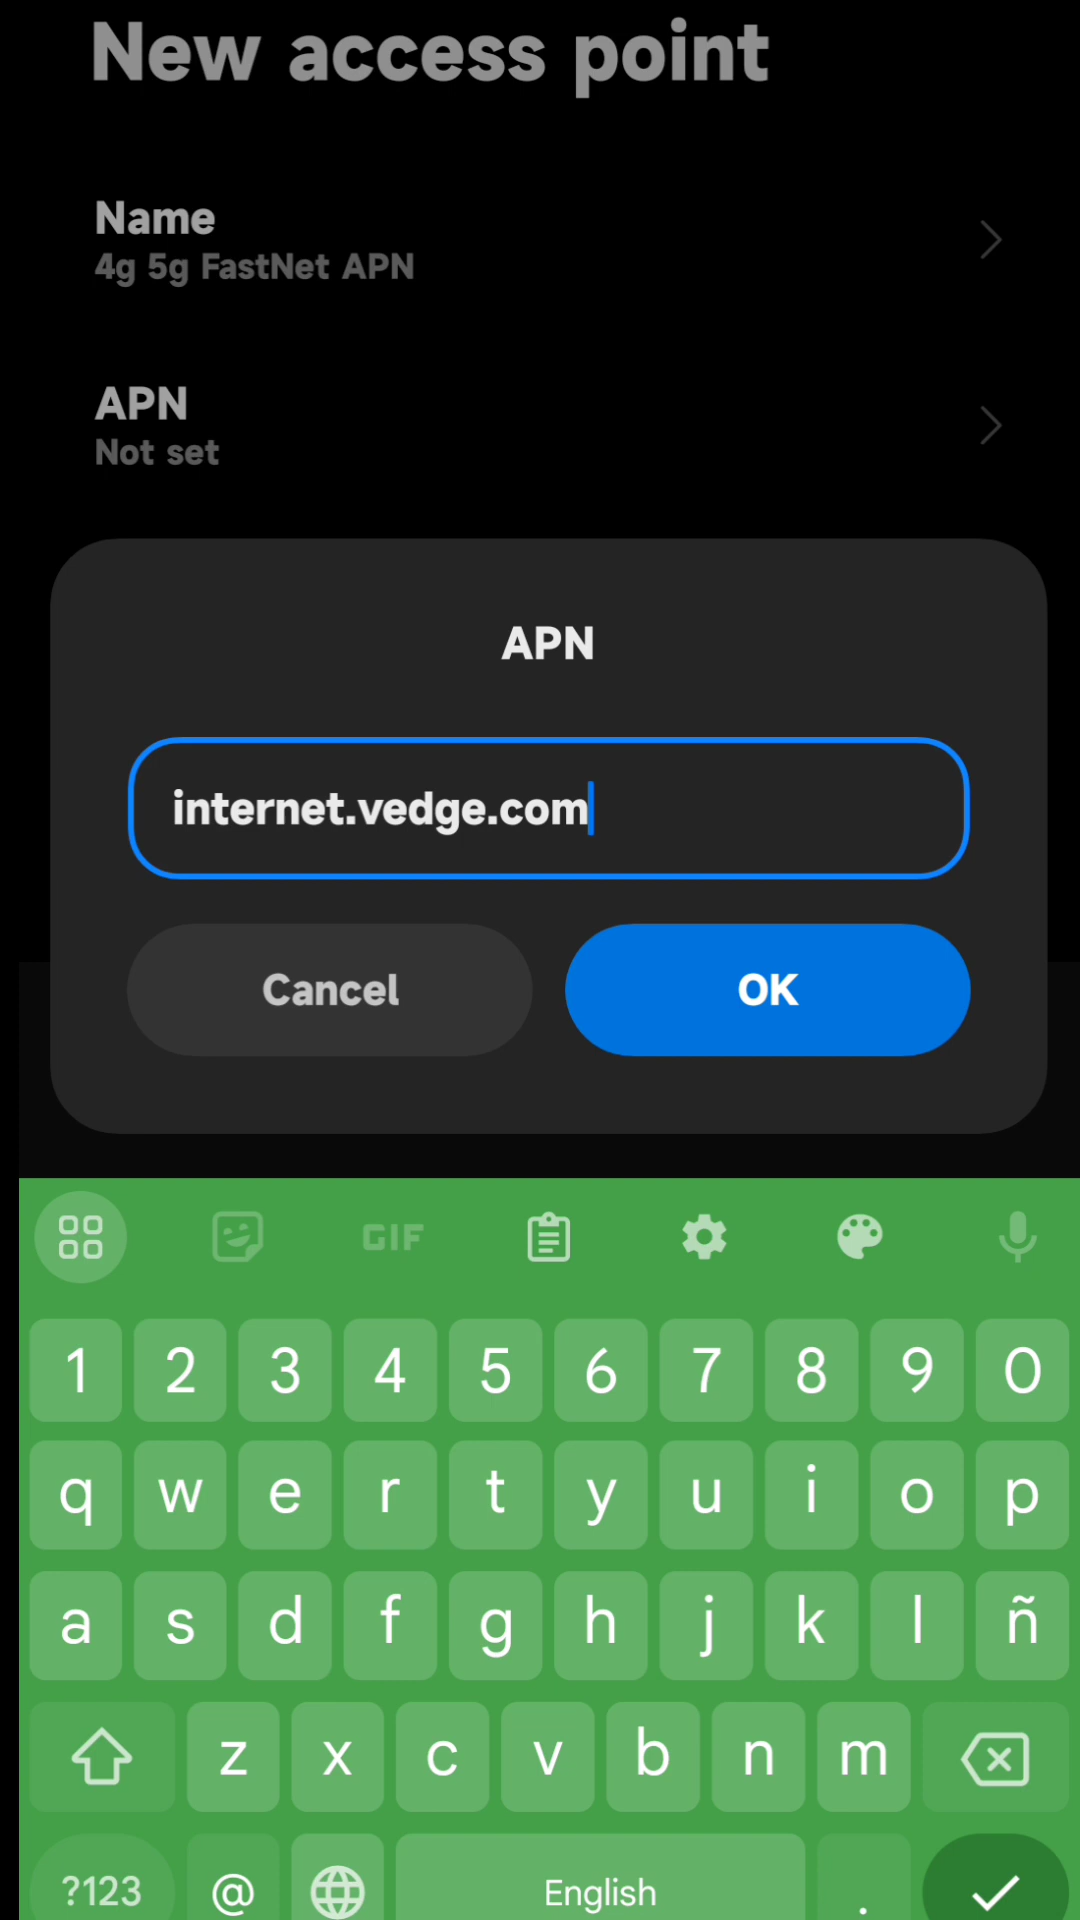 New access point
Name
4g 5g FastNet APN
APN
Not set
APN
internet.vedge.com
Cancel OK
GIF
1 2 3 4 5 6 7 8 9 0
q w e r t y u i o p
a s d f g h j k l ñ
z x c v b n m
?123 @ English .